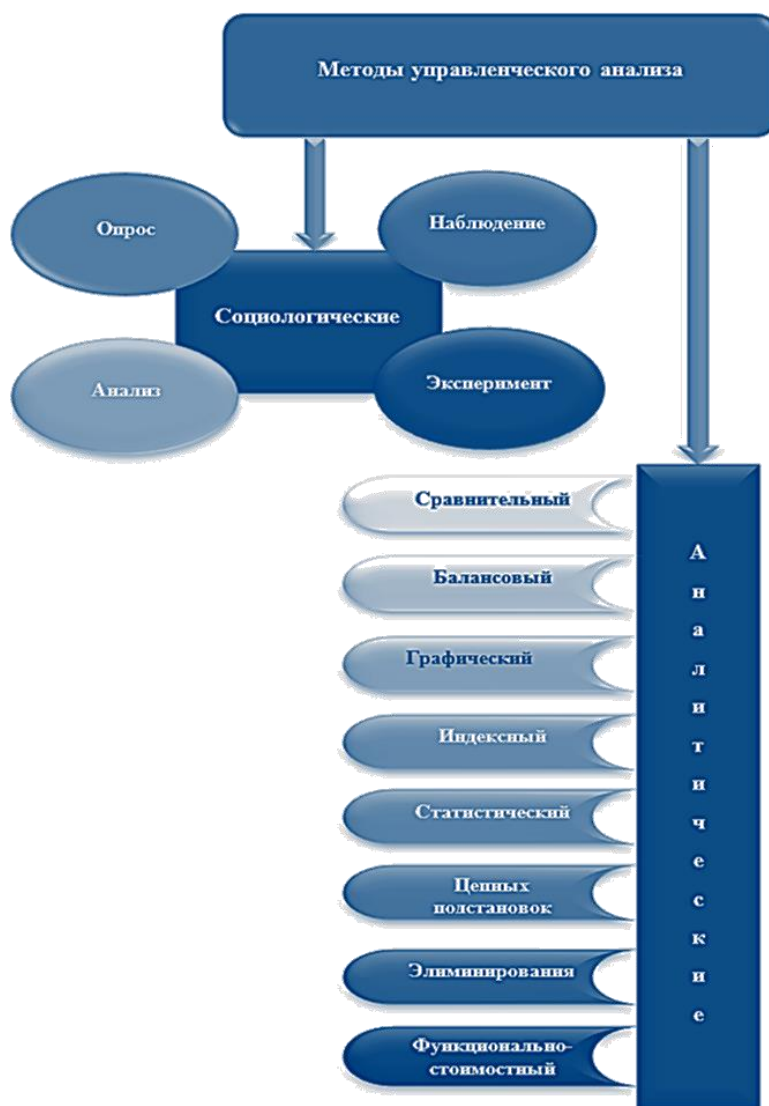 Методы управленческого анализа
Опрос
Наблюдение
Социологические
Анализ
Эксперимент
Сравнительный
Балансовый
Графический
Индексный
Статистический
Цепных
подстановок
Элиминирования
Функционально-
стоимостный
Аналитические